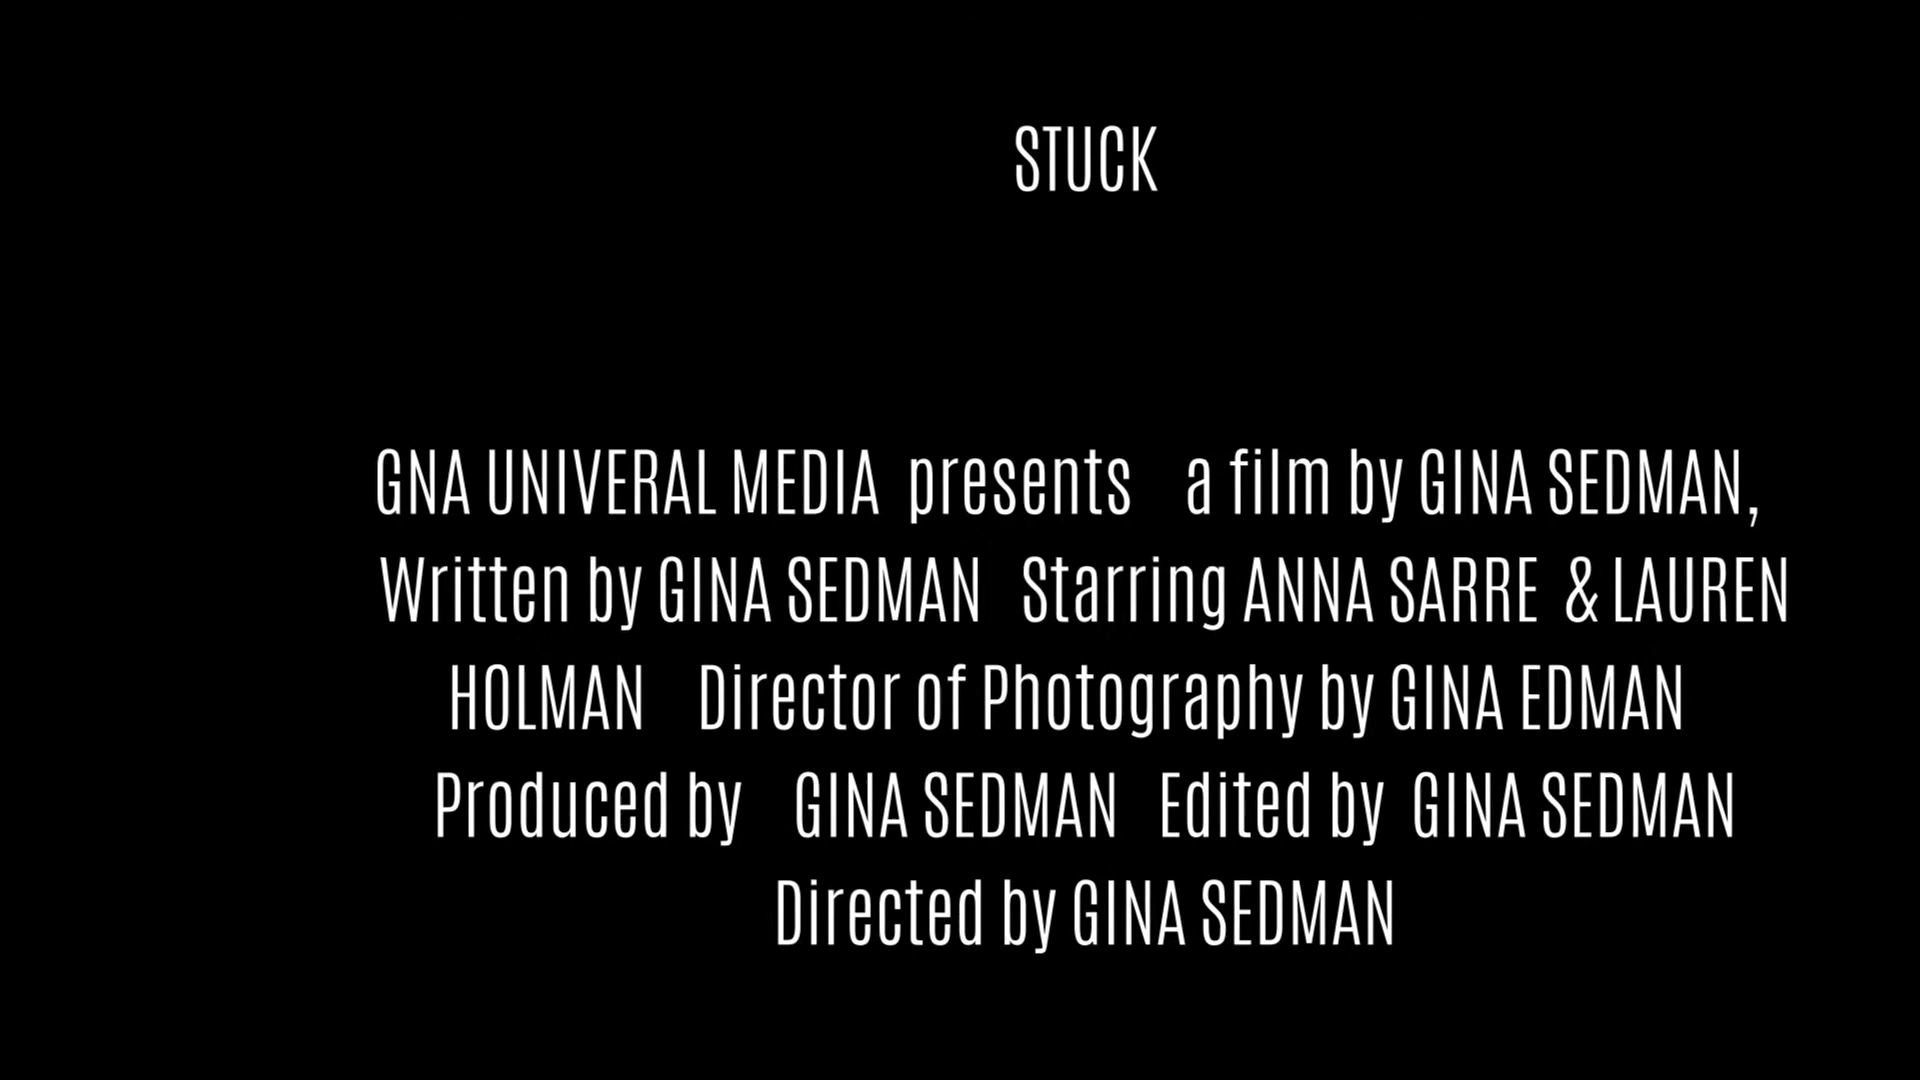 STUCK
GNA UNIVERAL MEDIA presents a film by GINA SEDMAN,
Written by GINA SEDMAN Starring ANNA SARRE & LAUREN
HOLMAN Director of Photography by GINA EDMAN
Produced by GINA SEDMAN Edited by GINA SEDMAN
Directed by GINA SEDMAN